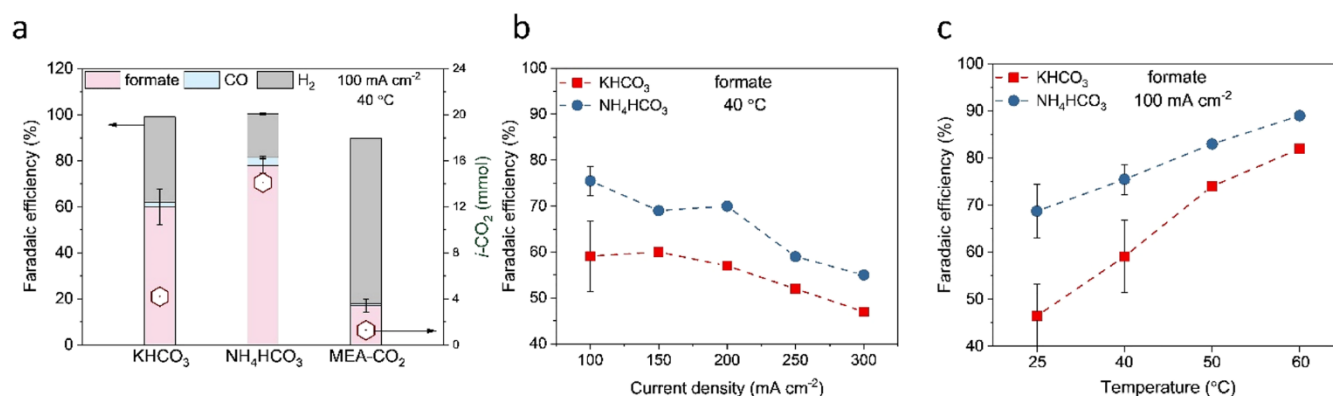 a
formate CO H₂ 100 mA cm⁻²
40 °C
Faradaic efficiency (%)
120
100
80
60
40
20
0
24
20
16
12
8
4
0
i-CO₂ (mmol)
KHCO₃ NH₄HCO₃ MEA-CO₂
b
KHCO₃ formate
NH₄HCO₃ 40 °C
Faradaic efficiency (%)
100
90
80
70
60
50
40
100 150 200 250 300
Current density (mA cm⁻²)
c
KHCO₃ formate
NH₄HCO₃ 100 mA cm⁻²
Faradaic efficiency (%)
100
90
80
70
60
50
40
25 40 50 60
Temperature (°C)